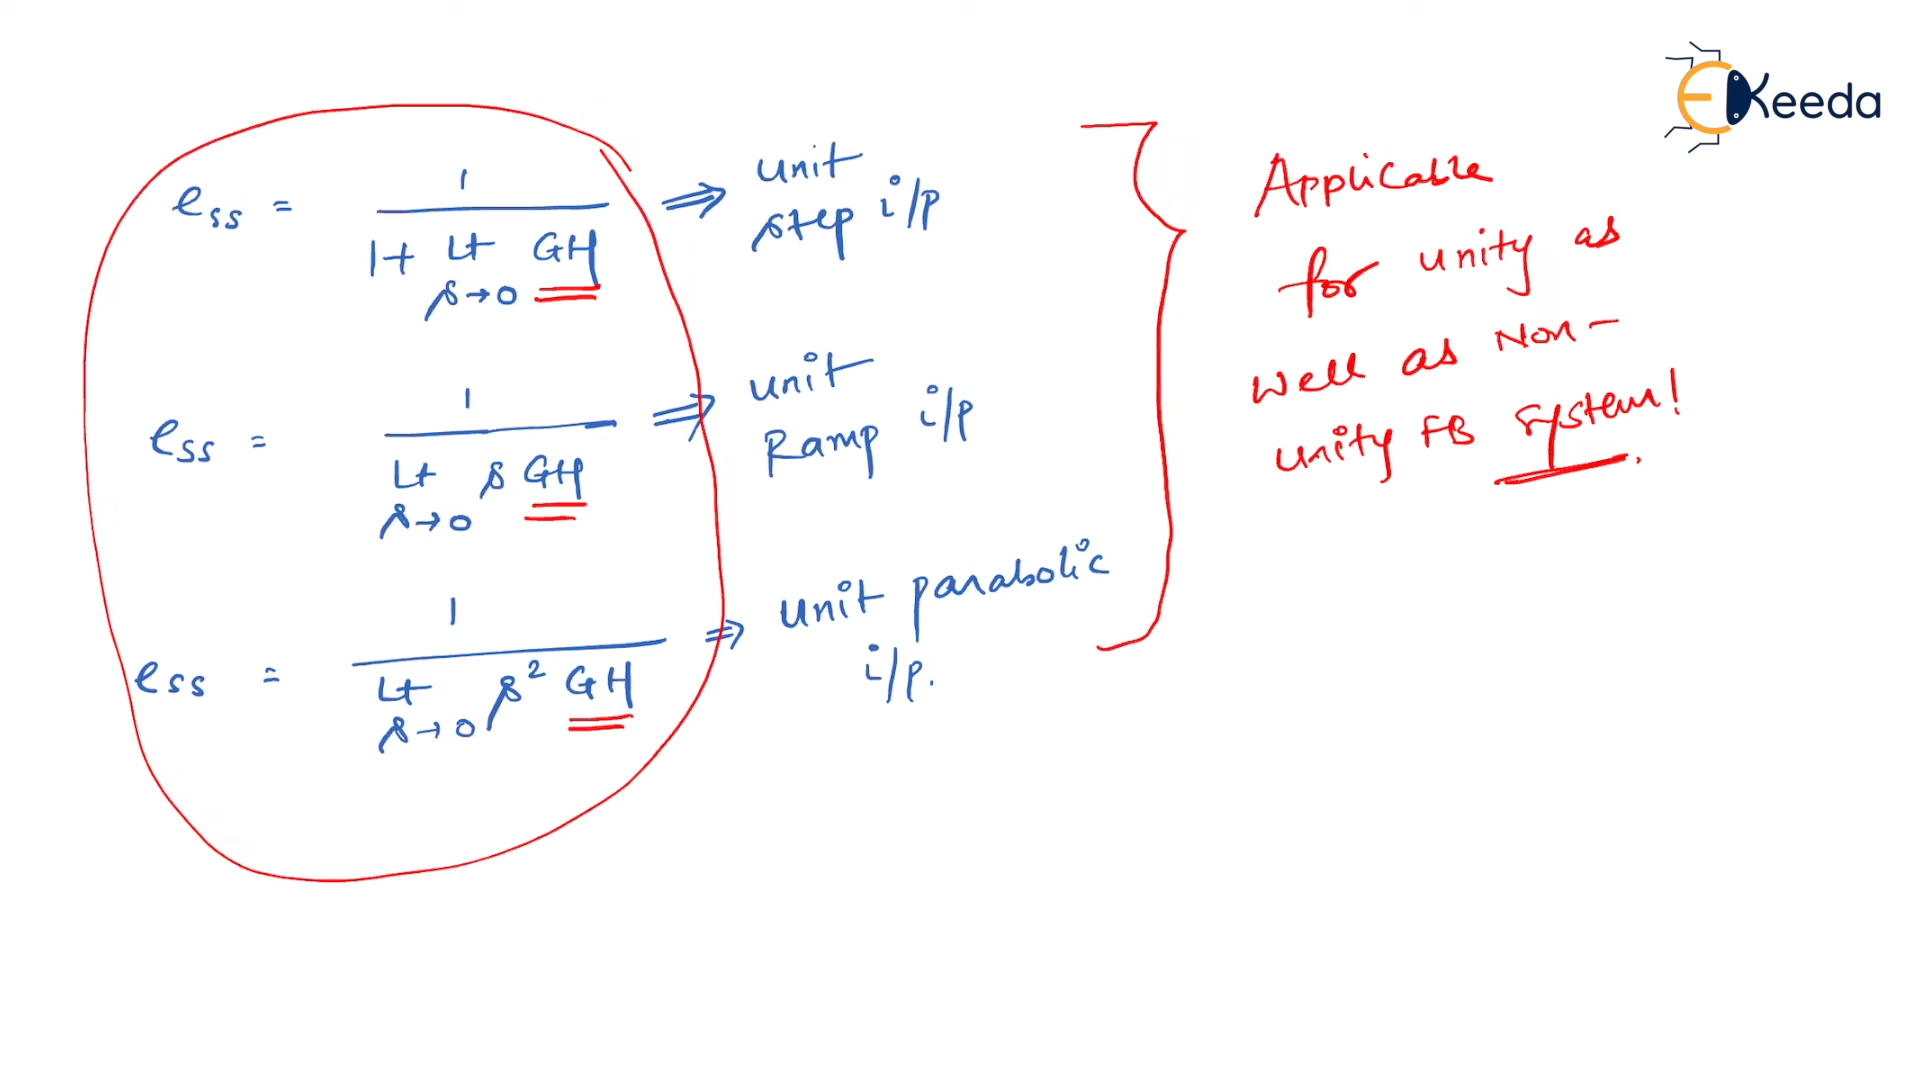 EKeeda
ess = 1 / (1+ Lt s→0 GH) ⇒ unit step i/p
ess = 1 / (Lt s→0 s GH) ⇒ unit Ramp i/p
ess = 1 / (Lt s→0 s² GH) ⇒ unit parabolic i/p.
Applicable
for unity as
well as Non-
unity FB system!